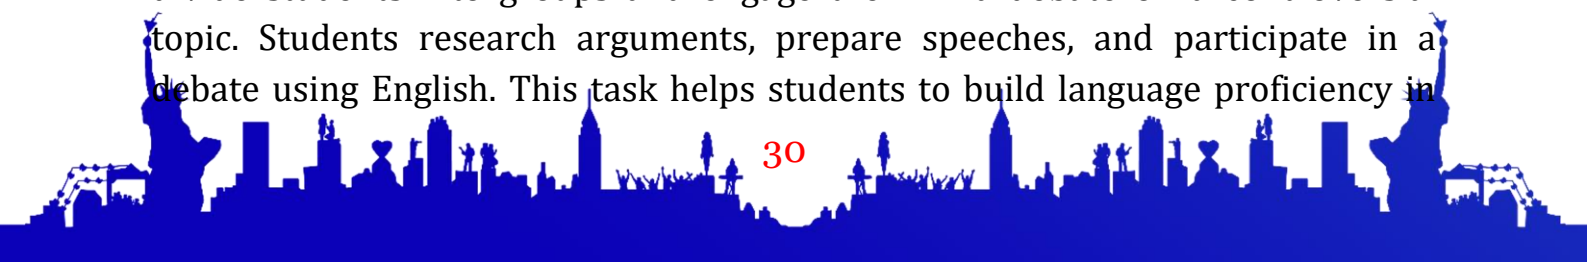 topic. Students research arguments, prepare speeches, and participate in a
debate using English. This task helps students to build language proficiency in
30